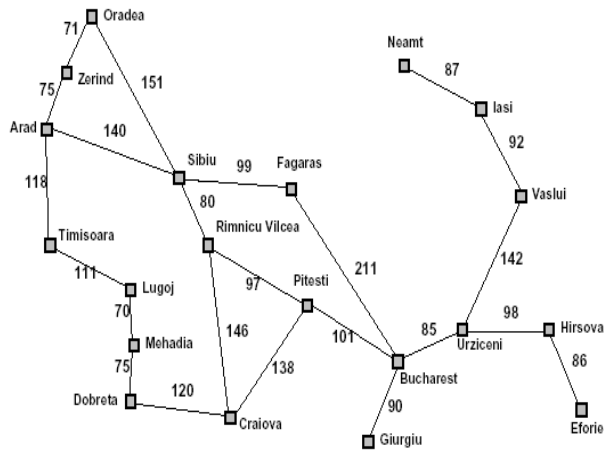 71
Oradea
Neamt
87
Zerind
75
151
Iasi
Arad
140
92
Sibiu
99
Fagaras
118
80
Vaslui
Rimnicu Vilcea
Timisoara
142
211
111
97
Pitesti
Lugoj
70
98
146
101
85
Hirsova
Urziceni
Mehadia
138
75
86
Bucharest
120
90
Dobreta
Craiova
Eforie
Giurgiu